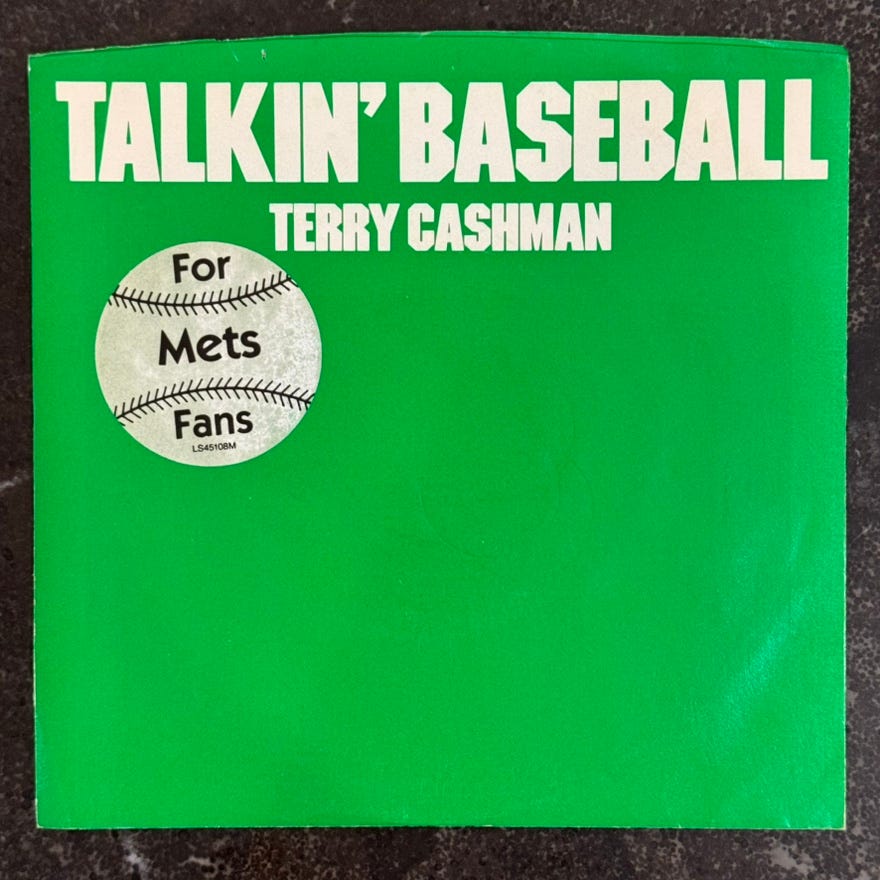 TALKIN' BASEBALL
TERRY CASHMAN
For
Mets
Fans
LS45108M